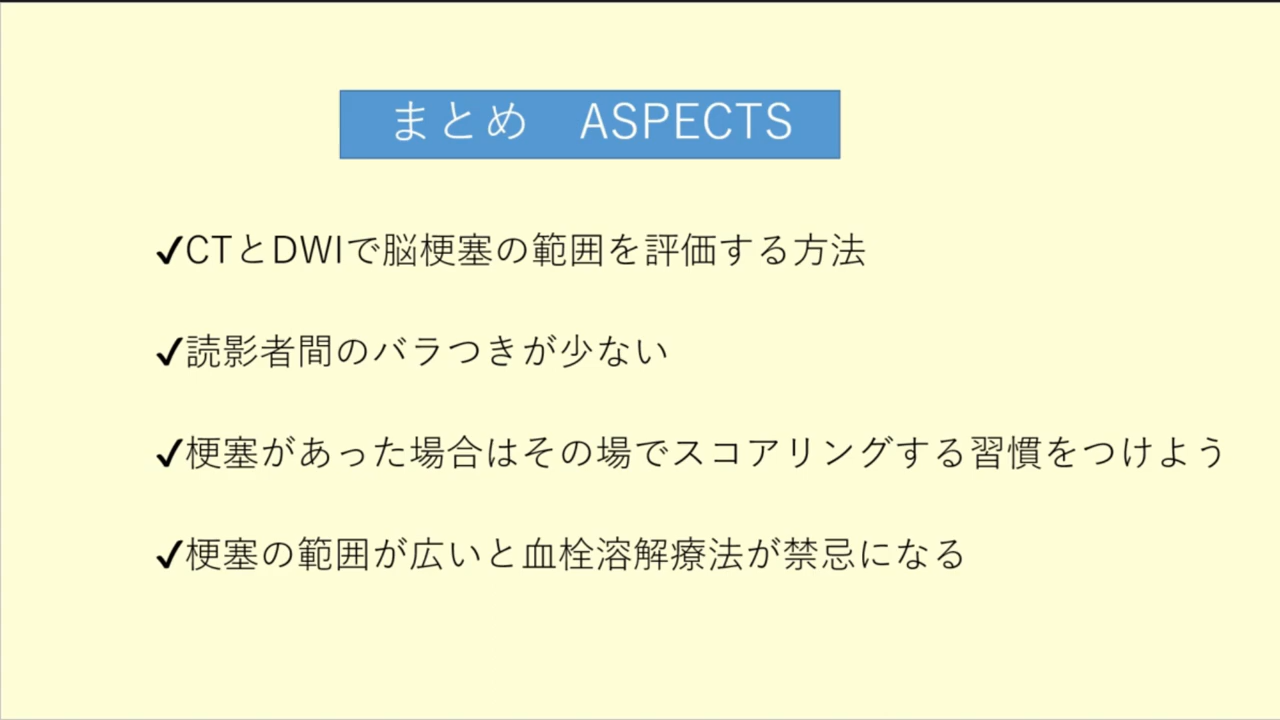 まとめ　ASPECTS
✓CTとDWIで脳梗塞の範囲を評価する方法
✓読影者間のバラつきが少ない
✓梗塞があった場合はその場でスコアリングする習慣をつけよう
✓梗塞の範囲が広いと血栓溶解療法が禁忌になる